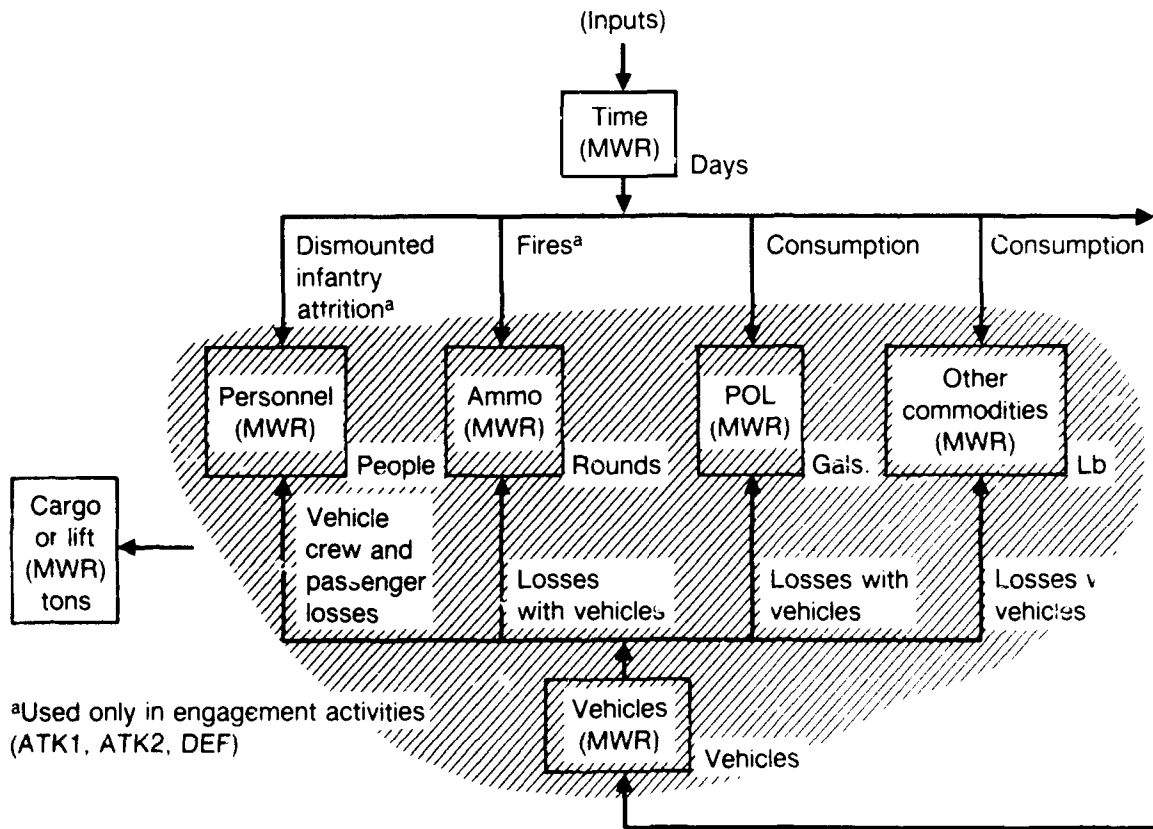 (Inputs)
Time
(MWR)
Days
Dismounted
infantry
attritionᵃ
Firesᵃ
Consumption
Consumption
Personnel
(MWR)
People
Ammo
(MWR)
Rounds
POL
(MWR)
Gals.
Other
commodities
(MWR)
Lb
Cargo
or lift
(MWR)
tons
Vehicle
crew and
passenger
losses
Losses
with vehicles
Losses with
vehicles
Losses
vehicles
Vehicles
(MWR)
Vehicles
ᵃUsed only in engagement activities
(ATK1, ATK2, DEF)